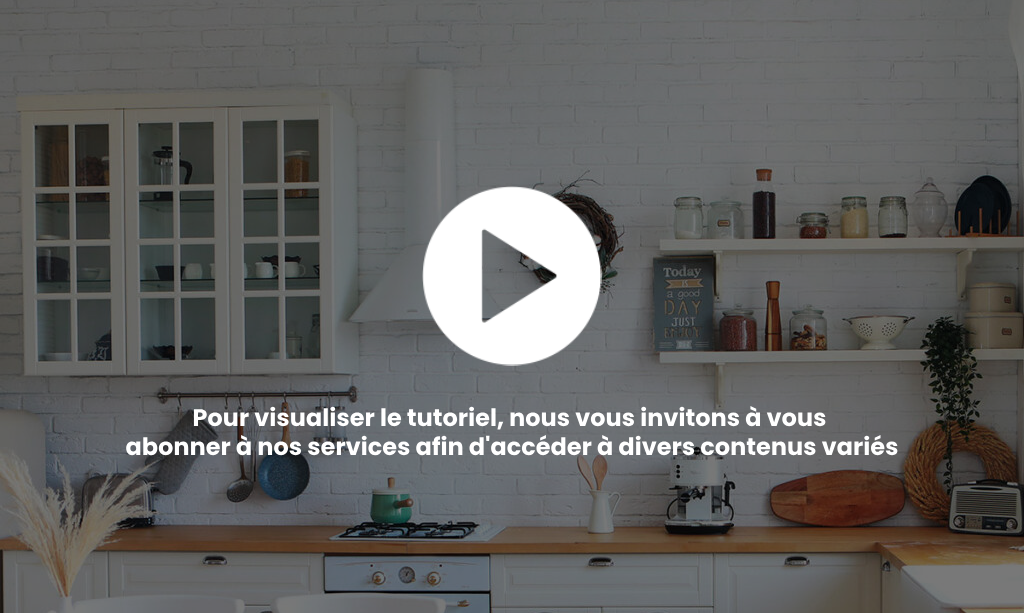 Today
IS
a good
DAY
JUST
ENJOY
Pour visualiser le tutoriel, nous vous invitons à vous
abonner à nos services afin d'accéder à divers contenus variés